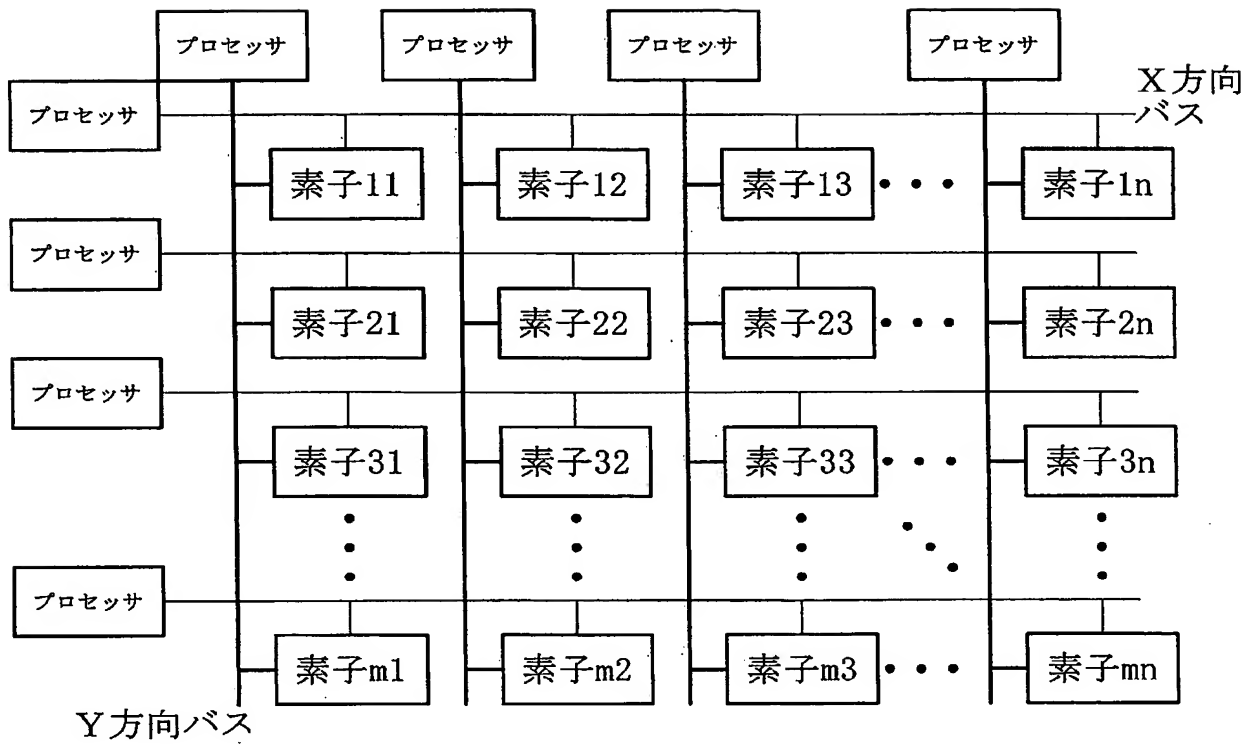 プロセッサ プロセッサ プロセッサ プロセッサ
X方向
バス
プロセッサ
素子11 素子12 素子13 ・・・ 素子1n
プロセッサ
素子21 素子22 素子23 ・・・ 素子2n
プロセッサ
素子31 素子32 素子33 ・・・ 素子3n
プロセッサ
素子m1 素子m2 素子m3 ・・・ 素子mn
Y方向バス